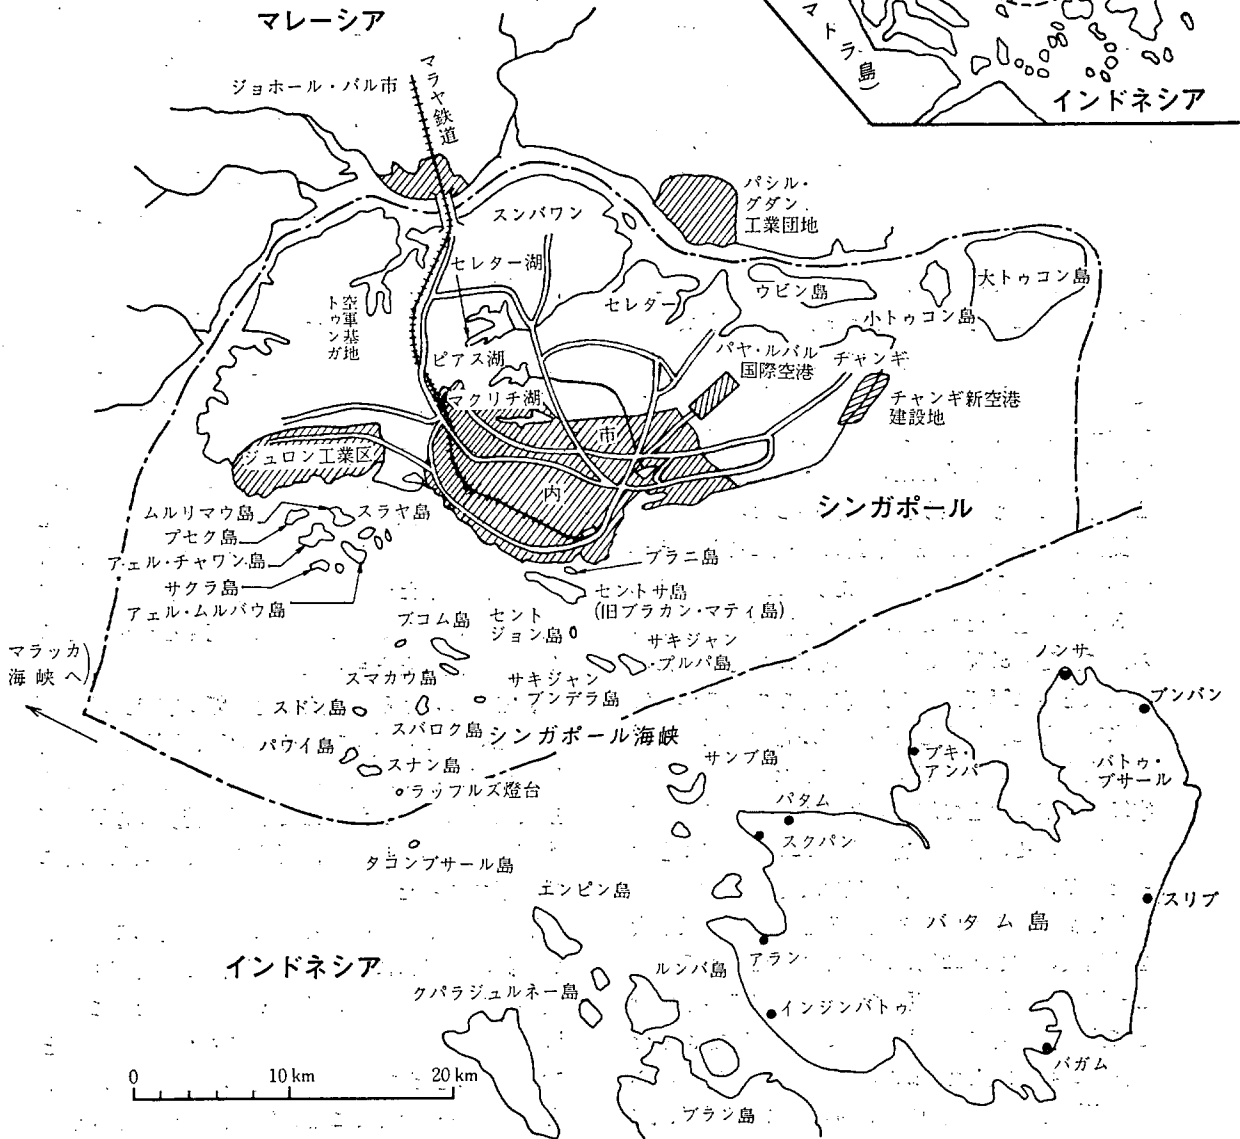 マレーシア
マトラ島)
インドネシア
ジョホール・バル市
マラヤ鉄道
パシル・
グダン
工業団地
スンバワン
セレター湖
セレター
ウビン島
大トゥコン島
小トゥコン島
空軍基地
トゥンガ
ピアス湖
パヤ・ルバル
国際空港
チャンギ
マクリチ湖
チャンギ新空港
建設地
市
内
ジュロン工業区
シンガポール
ムルリマウ島
スラヤ島
プセク島
アェル・チャワン島
サクラ島
アェル・ムルバウ島
ブラニ島
セントサ島
(旧ブラカン・マティ島)
ブコム島
セント
ジョン島
サキジャン
・プルパ島
マラッカ
海峡へ)
スマカウ島
サキジャン
・ブンデラ島
スドン島
スバロク島
シンガポール海峡
パワイ島
スナン島
ラッフルズ燈台
サンブ島
ノンサ
ブンバン
ブキ・
アンパ
バトゥ・
ブサール
パタム
スクパン
タコンブサール島
エンピン島
バタム島
スリブ
アラン
インドネシア
ルンバ島
クパラジュルネー島
インジンバトゥ
バガム
ブラン島
0 10km 20km